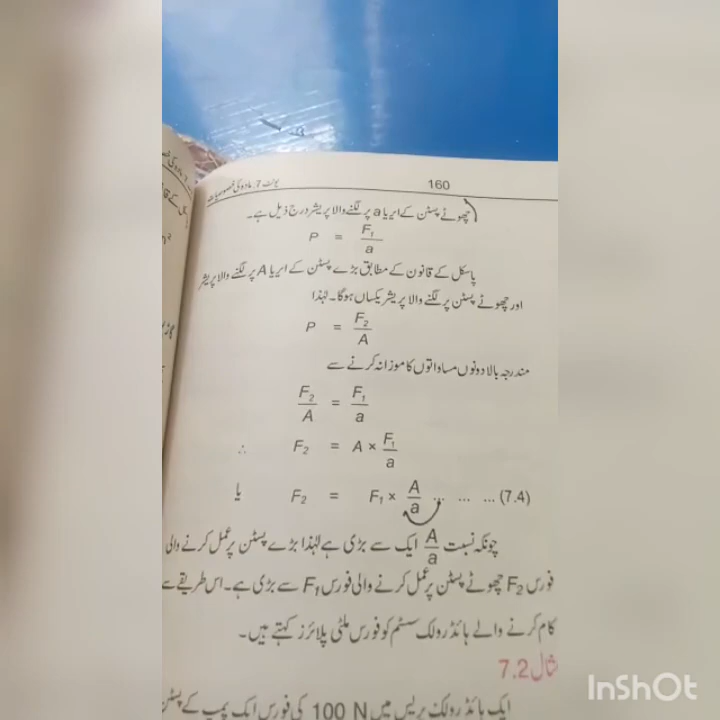 160
یونٹ 7: مادہ کی خصوصیات
چھوٹے پسٹن کے ایریا a پر لگنے والا پریشر درج ذیل ہے۔
P = F₁/a
پاسکل کے قانون کے مطابق بڑے پسٹن کے ایریا A پر لگنے والا پریشر
اور چھوٹے پسٹن پر لگنے والا پریشر یکساں ہوگا۔ لہٰذا
P = F₂/A
مندرجہ بالا دونوں مساواتوں کا موازنہ کرنے سے
F₂/A = F₁/a
∴ F₂ = A × F₁/a
یا F₂ = F₁ × A/a ... ... ... (7.4)
چونکہ نسبت A/a ایک سے بڑی ہے لہٰذا بڑے پسٹن پر عمل کرنے والی
فورس F₂ چھوٹے پسٹن پر عمل کرنے والی فورس F₁ سے بڑی ہے۔ اس طریقے سے
کام کرنے والے ہائڈرولک سسٹم کو فورس ملٹی پلائرز کہتے ہیں۔
مثال 7.2
ایک ہائڈرولک پریس میں 100 N کی فورس ایک پمپ کے پسٹن
InShOt